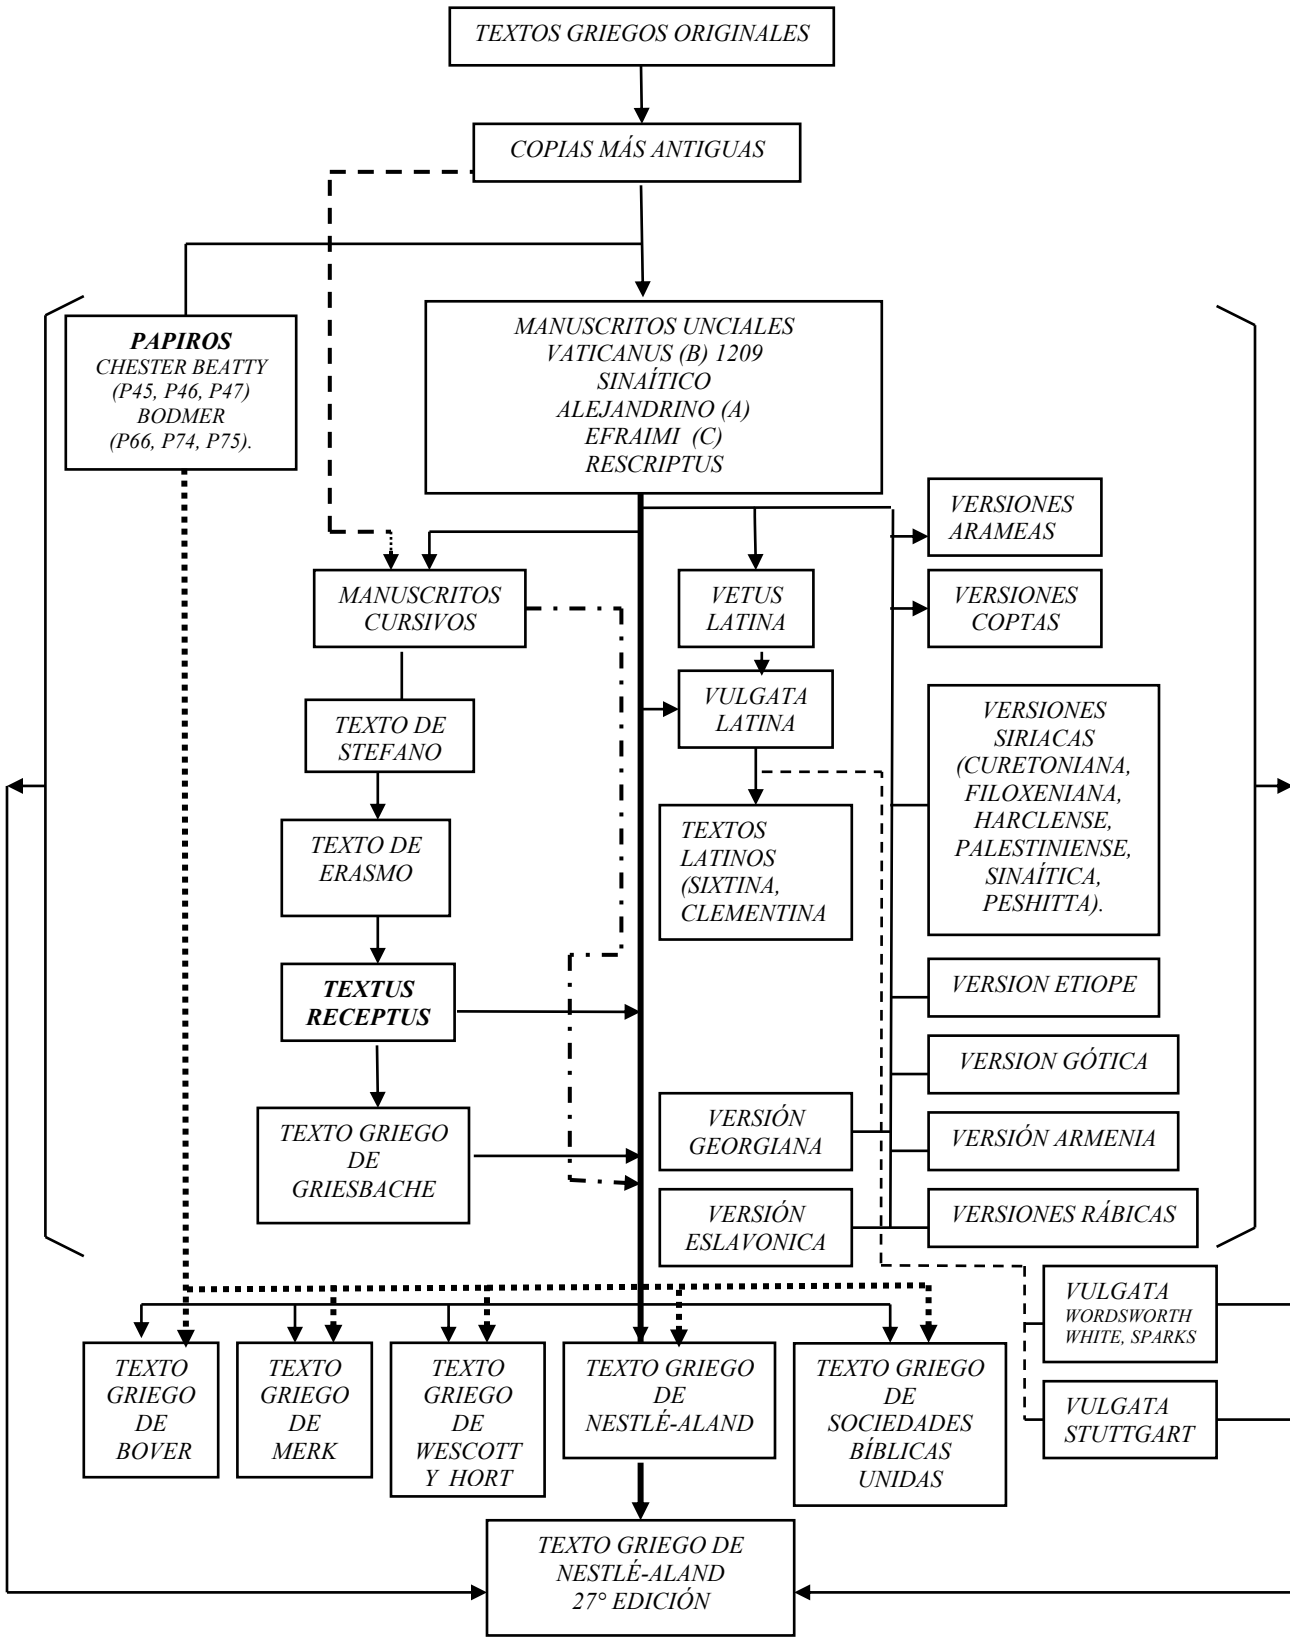 TEXTOS GRIEGOS ORIGINALES
COPIAS MÁS ANTIGUAS
PAPIROS
CHESTER BEATTY
(P45, P46, P47)
BODMER
(P66, P74, P75).
MANUSCRITOS UNCIALES
VATICANUS (B) 1209
SINAÍTICO
ALEJANDRINO (A)
EFRAIMI (C)
RESCRIPTUS
VERSIONES
ARAMEAS
MANUSCRITOS
CURSIVOS
VETUS
LATINA
VERSIONES
COPTAS
TEXTO DE
STEFANO
VULGATA
LATINA
VERSIONES
SIRIACAS
(CURETONIANA,
FILOXENIANA,
HARCLENSE,
PALESTINIENSE,
SINAÍTICA,
PESHITTA).
TEXTO DE
ERASMO
TEXTOS
LATINOS
(SIXTINA,
CLEMENTINA
TEXTUS
RECEPTUS
VERSION ETIOPE
VERSION GÓTICA
TEXTO GRIEGO
DE
GRIESBACHE
VERSIÓN
GEORGIANA
VERSIÓN ARMENIA
VERSIÓN
ESLAVONICA
VERSIONES RÁBICAS
VULGATA
WORDSWORTH
WHITE, SPARKS
VULGATA
STUTTGART
TEXTO
GRIEGO
DE
BOVER
TEXTO
GRIEGO
DE
MERK
TEXTO
GRIEGO
DE
WESCOTT
Y HORT
TEXTO GRIEGO
DE
NESTLÉ-ALAND
TEXTO GRIEGO
DE
SOCIEDADES
BÍBLICAS
UNIDAS
TEXTO GRIEGO DE
NESTLÉ-ALAND
27° EDICIÓN